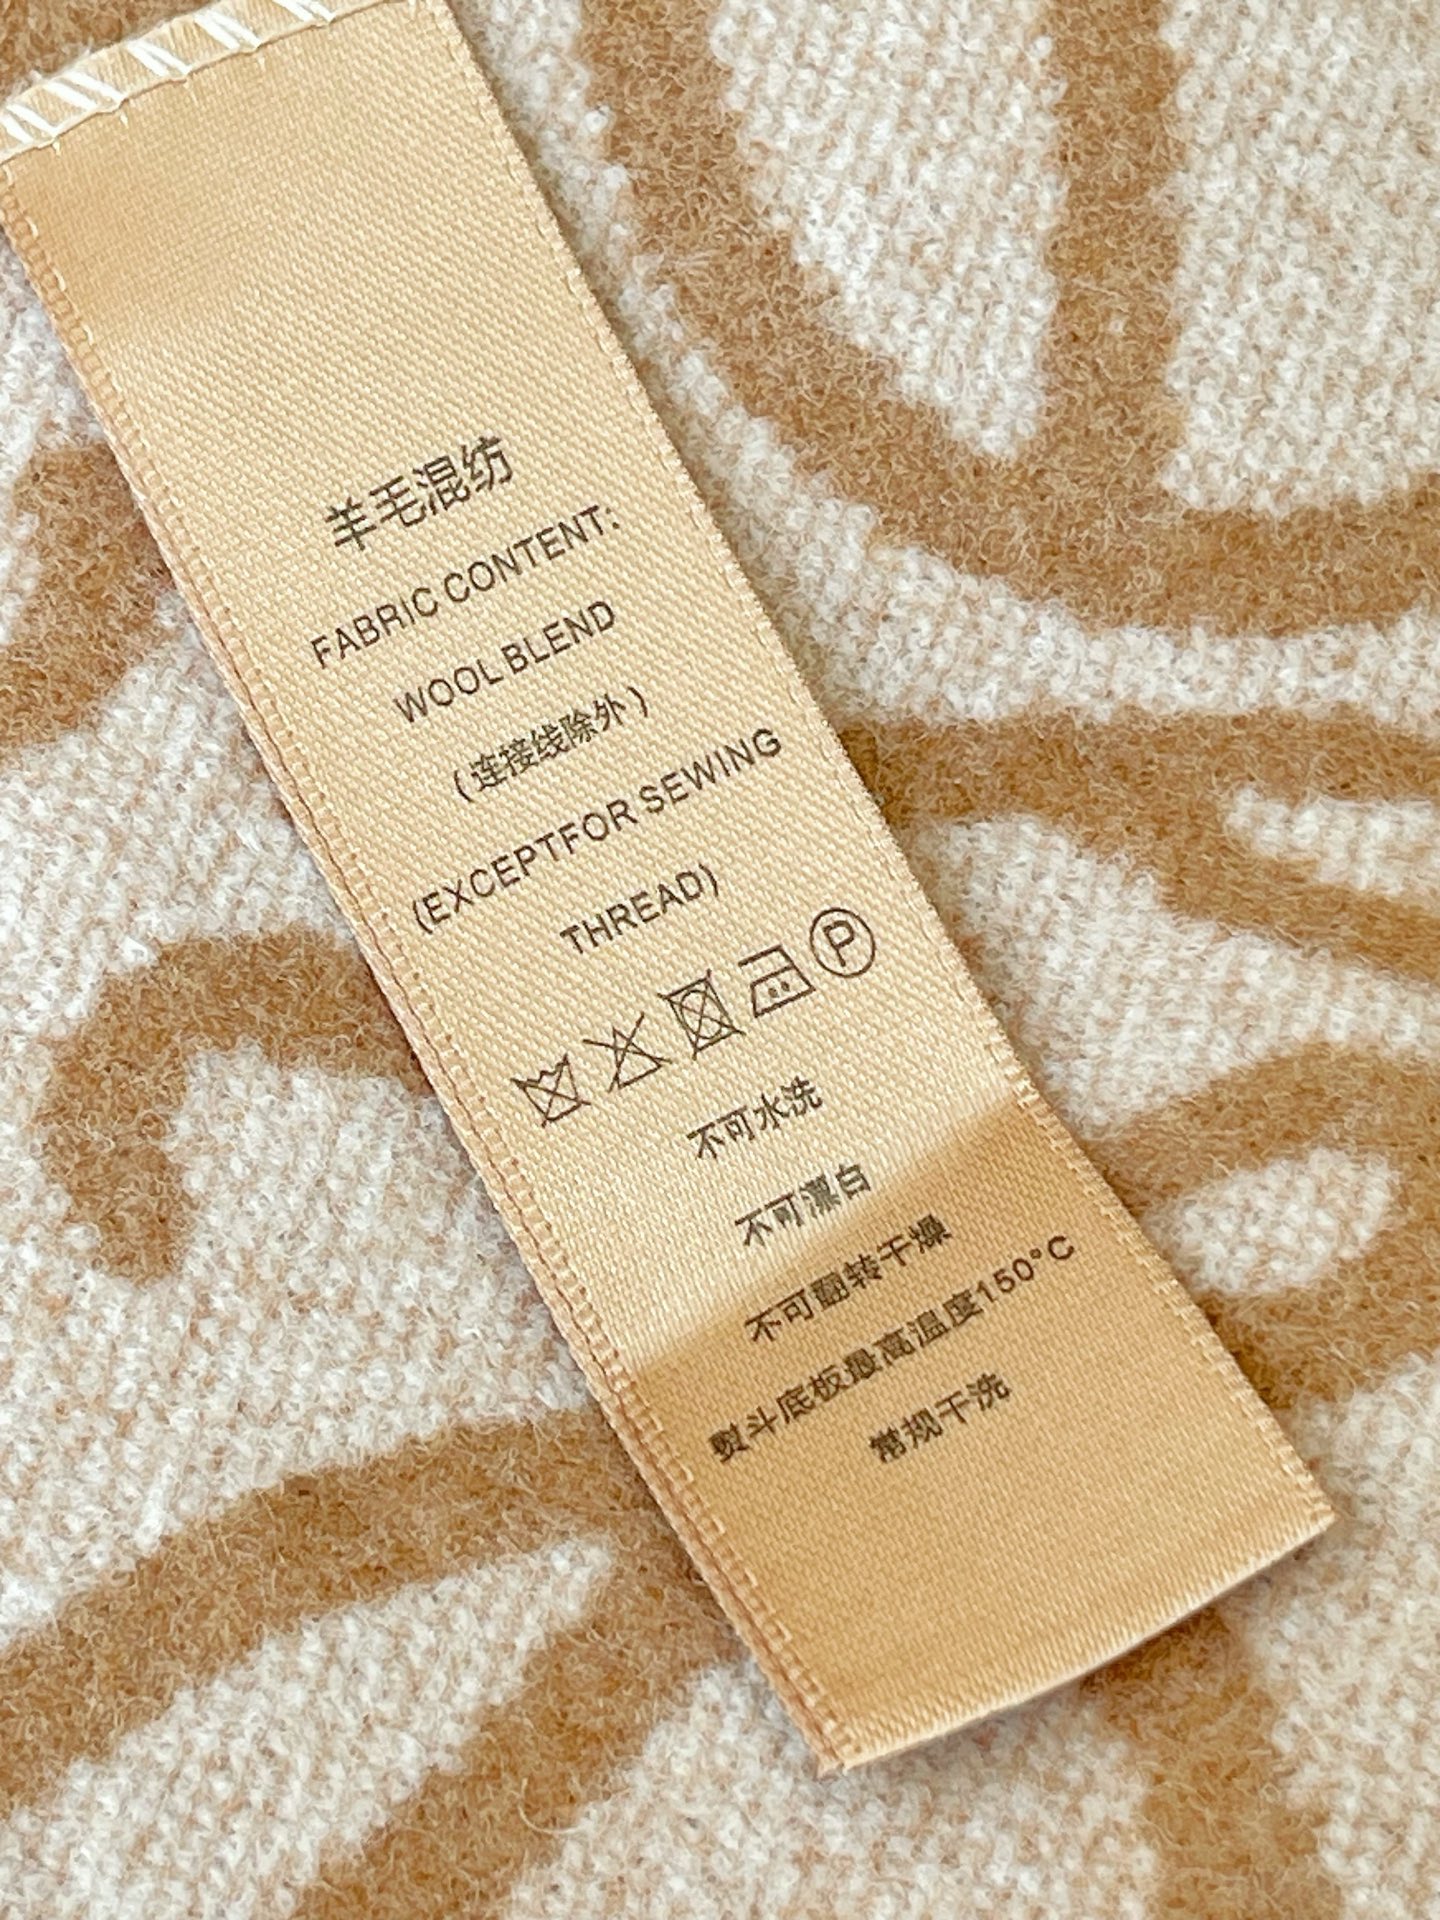 羊毛混纺
FABRIC CONTENT:
WOOL BLEND
(连接线除外)
(EXCEPTFOR SEWING
THREAD)
P
不可水洗
不可漂白
不可翻转干燥
熨斗底板最高温度150°C
常规干洗